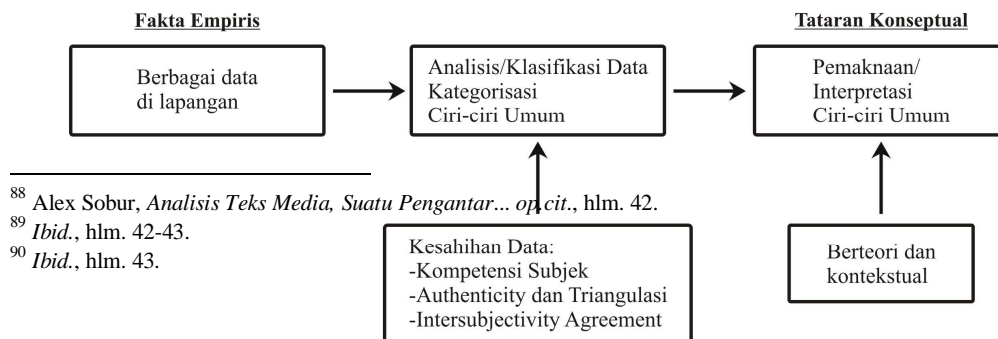 Fakta Empiris
Tataran Konseptual
Berbagai data
di lapangan
Analisis/Klasifikasi Data
Kategorisasi
Ciri-ciri Umum
Pemaknaan/
Interpretasi
Ciri-ciri Umum
88 Alex Sobur, Analisis Teks Media, Suatu Pengantar... op.cit., hlm. 42.
89 Ibid., hlm. 42-43.
90 Ibid., hlm. 43.
Kesahihan Data:
-Kompetensi Subjek
-Authenticity dan Triangulasi
-Intersubjectivity Agreement
Berteori dan
kontekstual